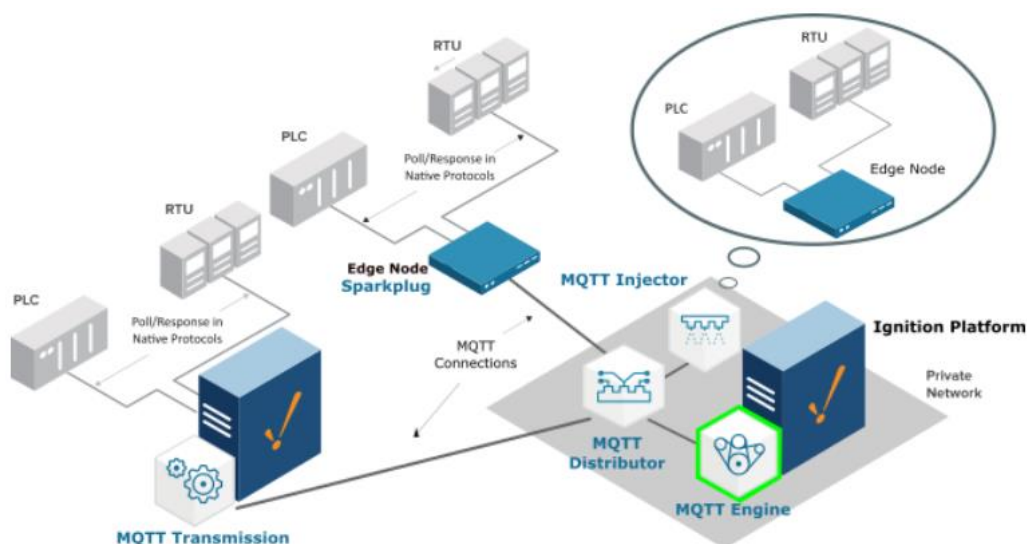 RTU
RTU
PLC
PLC
Poll/Response in
Native Protocols
Edge Node
RTU
Edge Node
Sparkplug
MQTT Injector
PLC
Poll/Response in
Native Protocols
MQTT
Connections
Ignition Platform
Private
Network
MQTT
Distributor
MQTT Engine
MQTT Transmission